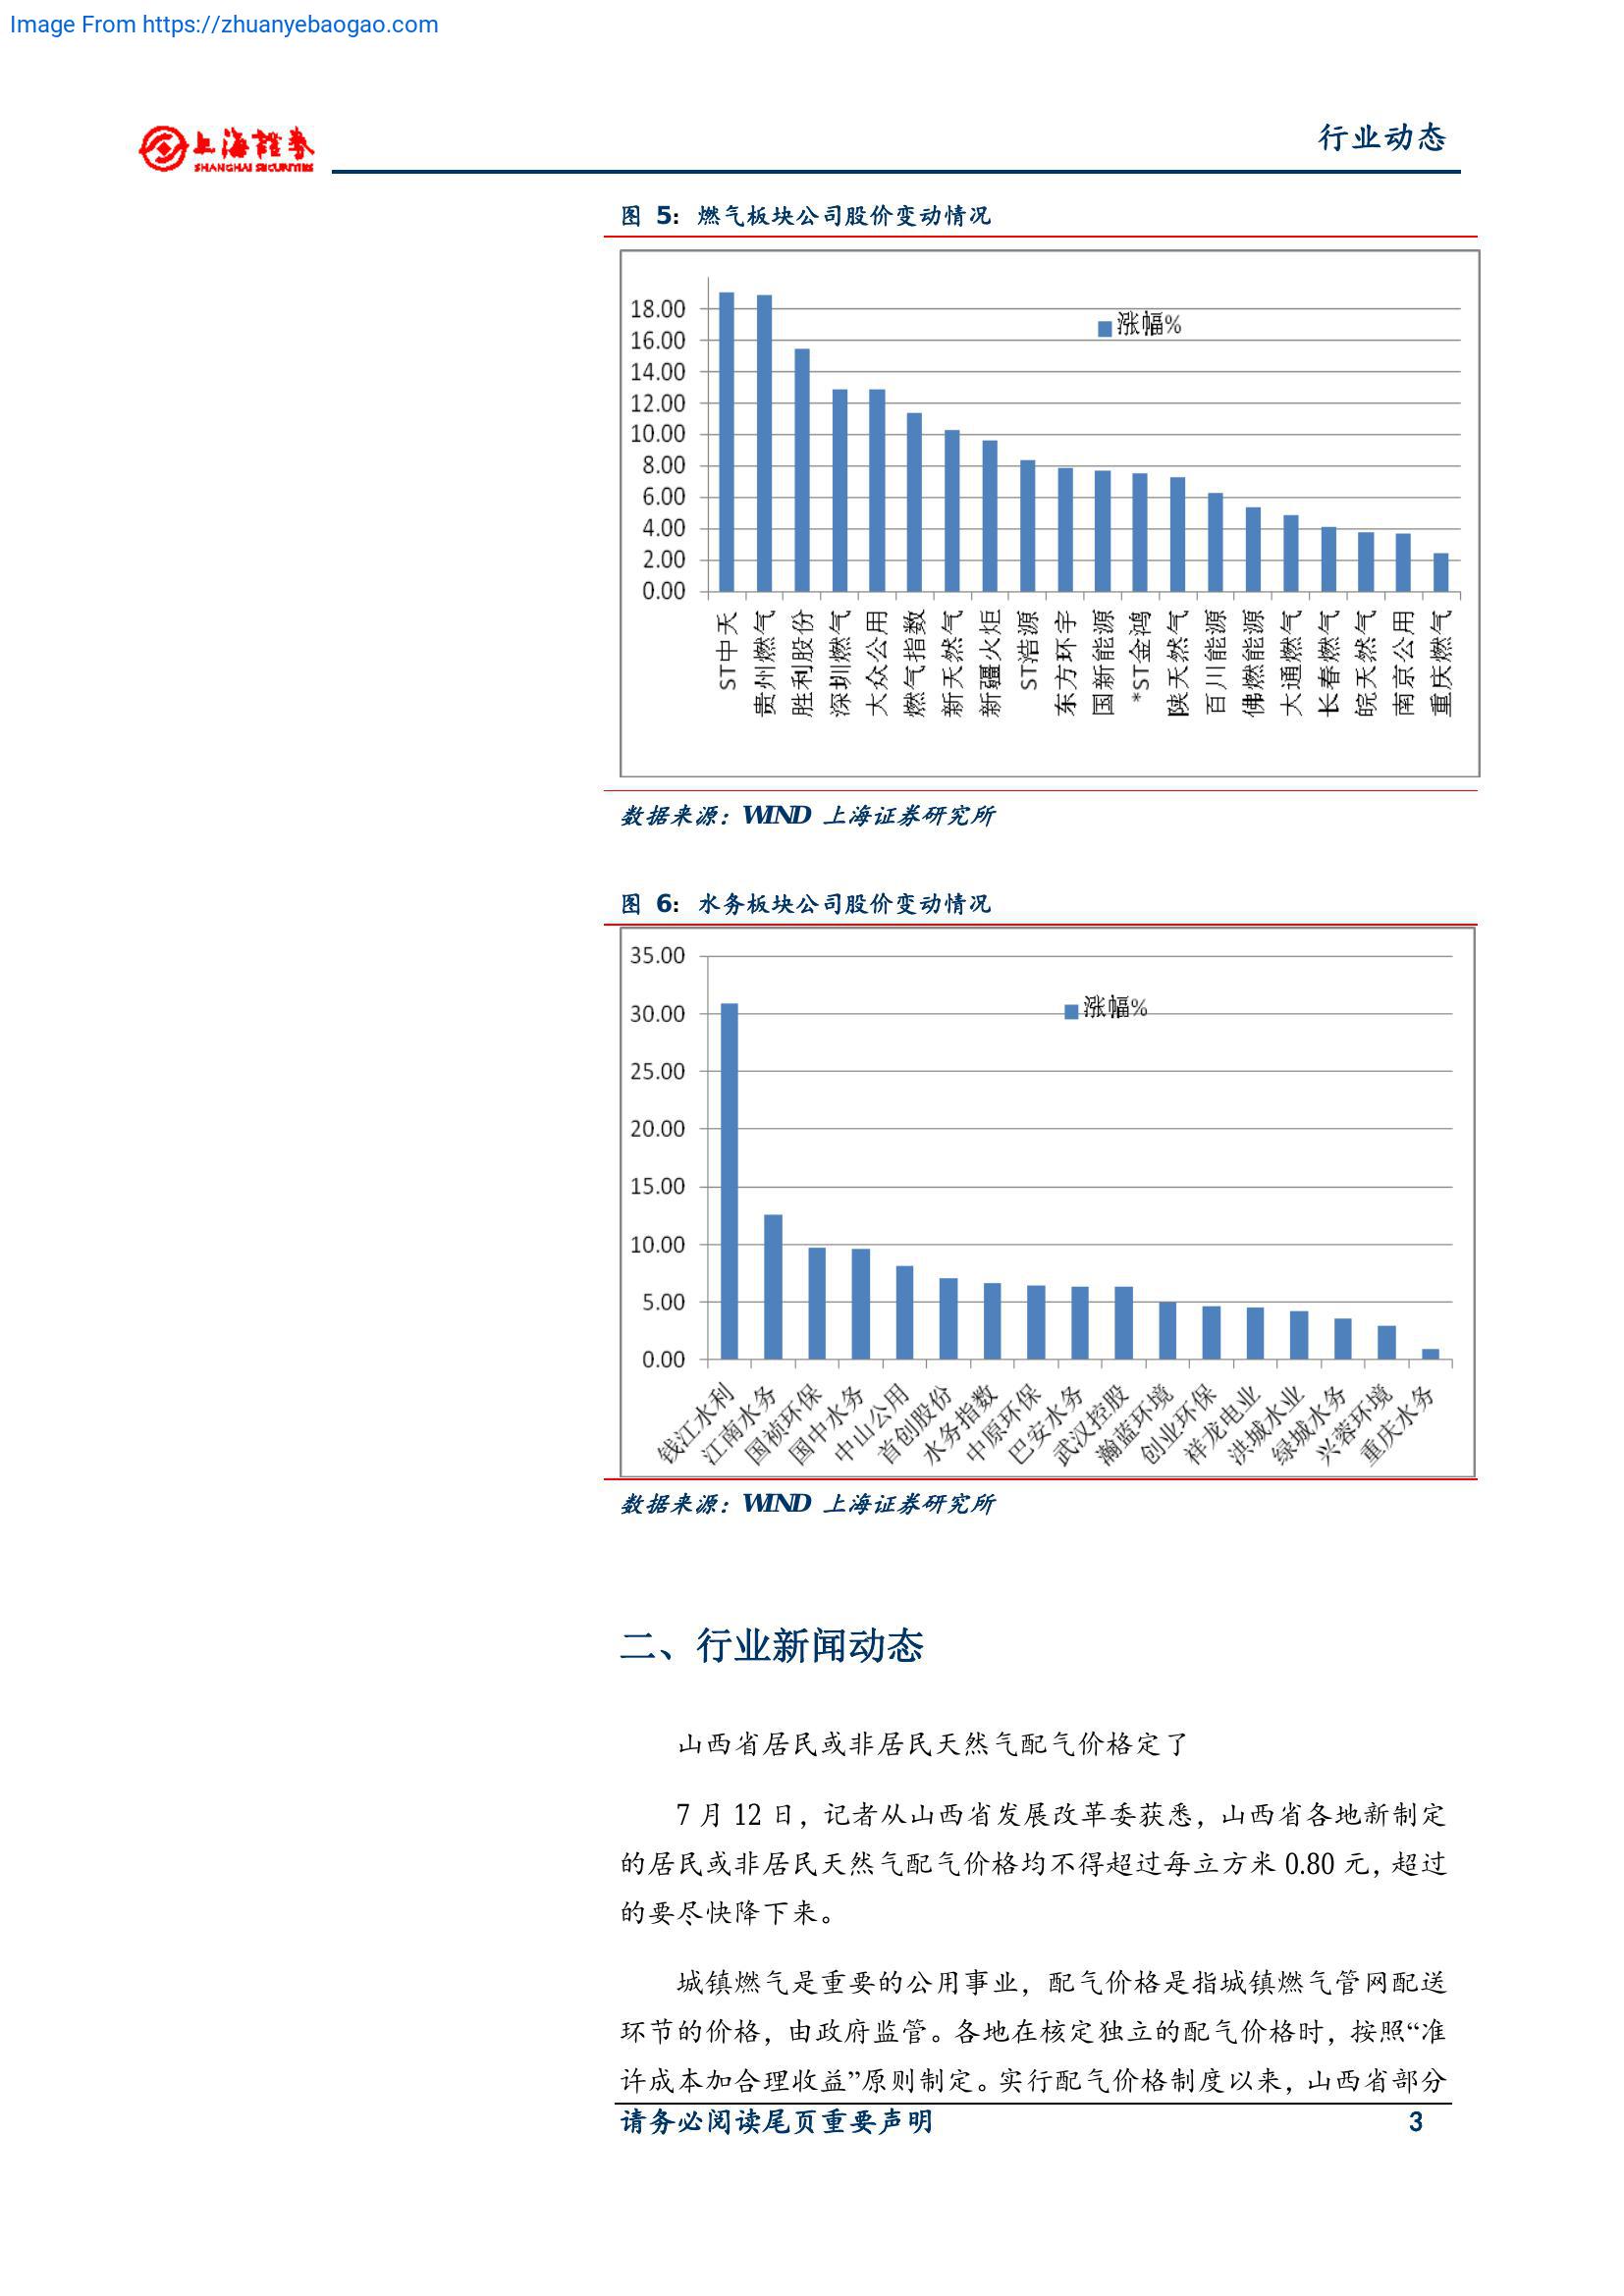 Image From https://zhuanyebaogao.com
上海證券
SHANGHAI SECURITIES
行业动态
图 5: 燃气板块公司股价变动情况
18.00
16.00
14.00
12.00
10.00
8.00
6.00
4.00
2.00
0.00
涨幅%
ST中天
贵州燃气
胜利股份
深圳燃气
大众公用
燃气指数
新天然气
新疆火炬
ST浩源
东方环宇
国新能源
*ST金鸿
陕天然气
百川能源
佛燃能源
大通燃气
长春燃气
皖天然气
南京公用
重庆燃气
数据来源：WIND 上海证券研究所
图 6: 水务板块公司股价变动情况
35.00
30.00
25.00
20.00
15.00
10.00
5.00
0.00
涨幅%
钱江水利
江南水务
国祯环保
国中水务
中山公用
首创股份
水务指数
中原环保
巴安水务
武汉控股
瀚蓝环境
创业环保
祥龙电业
洪城水业
绿城水务
兴蓉环境
重庆水务
数据来源：WIND 上海证券研究所
二、行业新闻动态
山西省居民或非居民天然气配气价格定了
7 月 12 日，记者从山西省发展改革委获悉，山西省各地新制定
的居民或非居民天然气配气价格均不得超过每立方米 0.80 元，超过
的要尽快降下来。
城镇燃气是重要的公用事业，配气价格是指城镇燃气管网配送
环节的价格，由政府监管。各地在核定独立的配气价格时，按照“准
许成本加合理收益”原则制定。实行配气价格制度以来，山西省部分
请务必阅读尾页重要声明
3